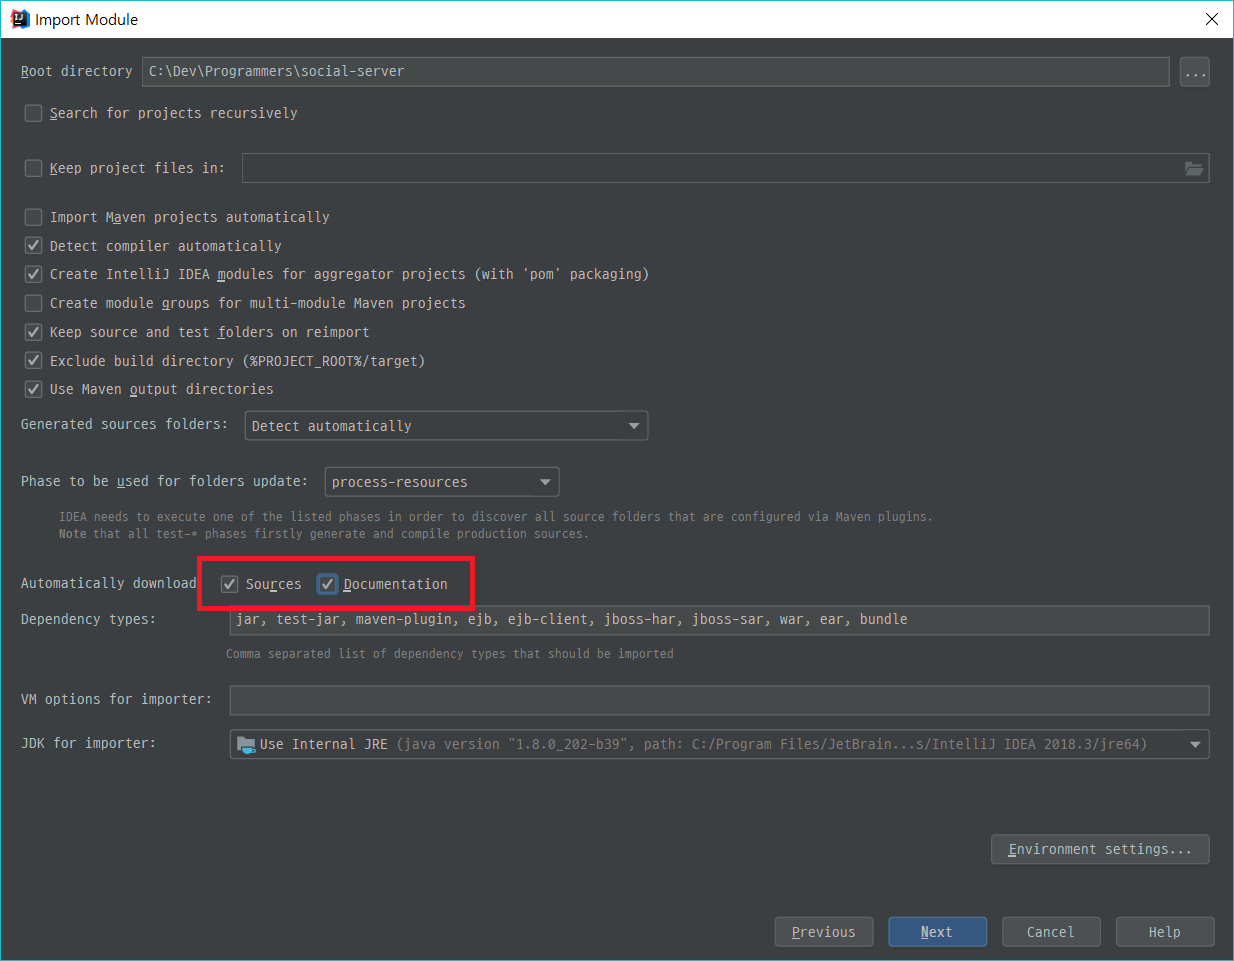 Import Module
Root directory C:\Dev\Programmers\social-server ...
Search for projects recursively
Keep project files in:
Import Maven projects automatically
Detect compiler automatically
Create IntelliJ IDEA modules for aggregator projects (with 'pom' packaging)
Create module groups for multi-module Maven projects
Keep source and test folders on reimport
Exclude build directory (%PROJECT_ROOT%/target)
Use Maven output directories
Generated sources folders: Detect automatically
Phase to be used for folders update: process-resources
IDEA needs to execute one of the listed phases in order to discover all source folders that are configured via Maven plugins.
Note that all test-* phases firstly generate and compile production sources.
Automatically download Sources Documentation
Dependency types: jar, test-jar, maven-plugin, ejb, ejb-client, jboss-har, jboss-sar, war, ear, bundle
Comma separated list of dependency types that should be imported
VM options for importer:
JDK for importer: Use Internal JRE (java version "1.8.0_202-b39", path: C:/Program Files/JetBrain...s/IntelliJ IDEA 2018.3/jre64)
Environment settings...
Previous Next Cancel Help